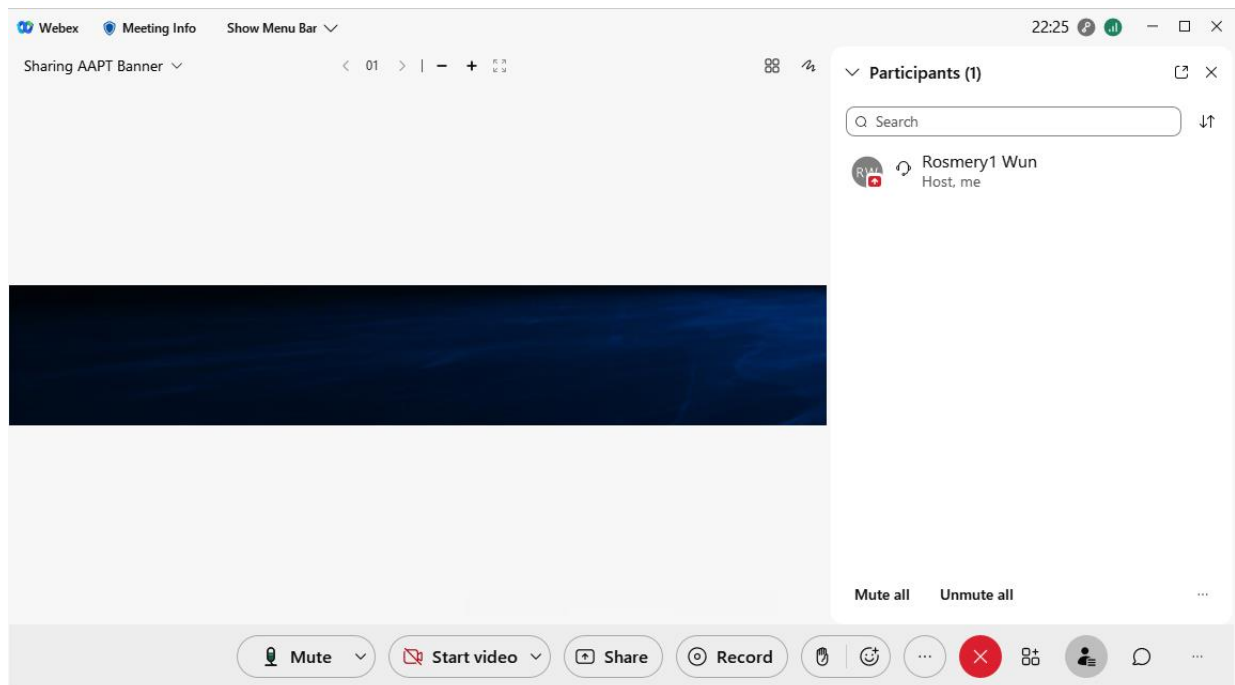 Webex Meeting Info Show Menu Bar 22:25
Sharing AAPT Banner 01
Participants (1)
Search
RW Rosmery1 Wun
Host, me
Mute all Unmute all
Mute Start video Share Record